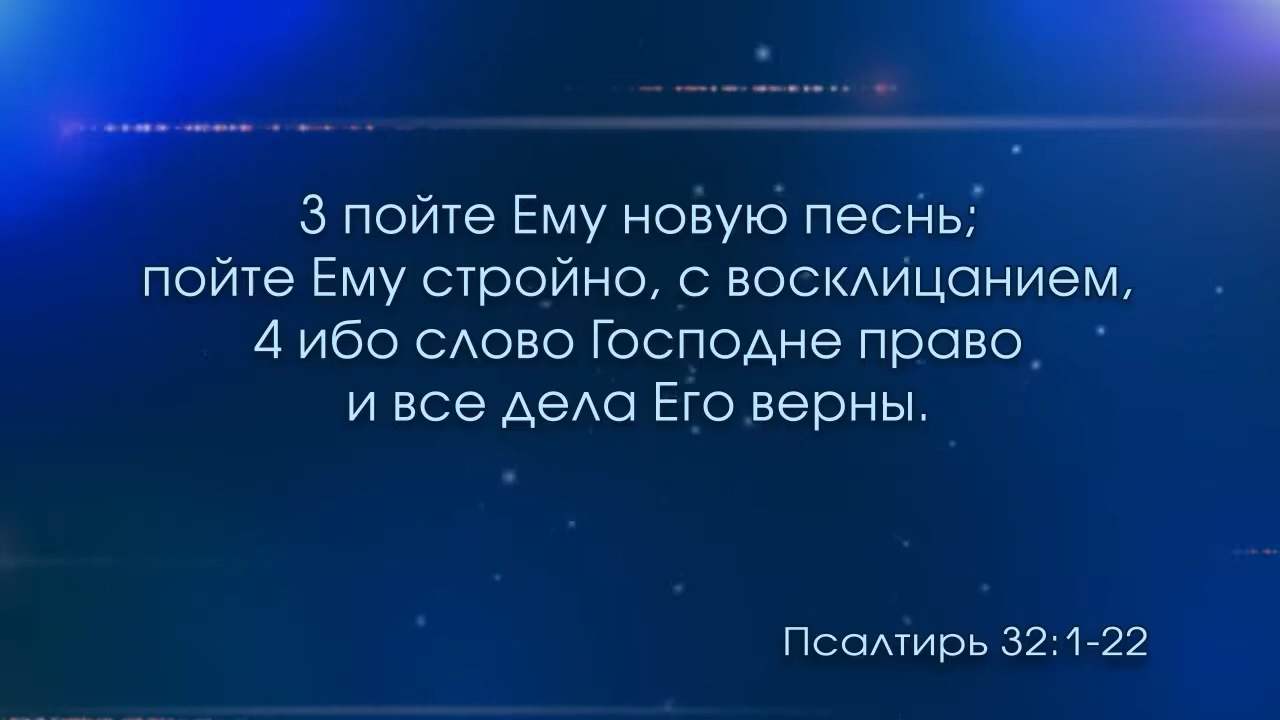 3 пойте Ему новую песнь;
пойте Ему стройно, с восклицанием,
4 ибо слово Господне право
и все дела Его верны.
Псалтирь 32:1-22